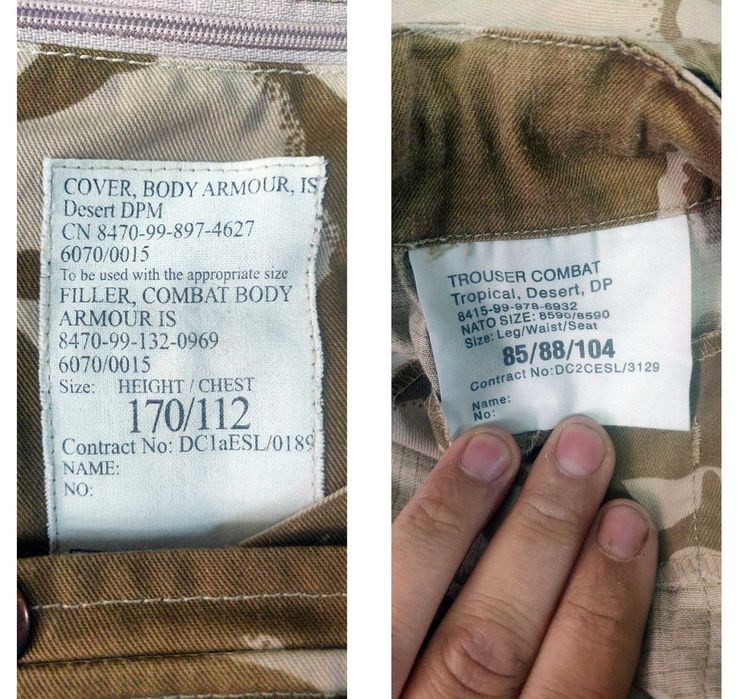 COVER, BODY ARMOUR, IS
Desert DPM
CN 8470-99-897-4627
6070/0015
To be used with the appropriate size
FILLER, COMBAT BODY
ARMOUR IS
8470-99-132-0969
6070/0015
Size: HEIGHT / CHEST
170/112
Contract No: DC1aESL/0189
NAME:
NO:
TROUSER COMBAT
Tropical, Desert, DP
8415-99-978-6932
NATO SIZE: 8590/8590
Size: Leg/Waist/Seat
85/88/104
Contract No:DC2CESL/3129
Name:
No: